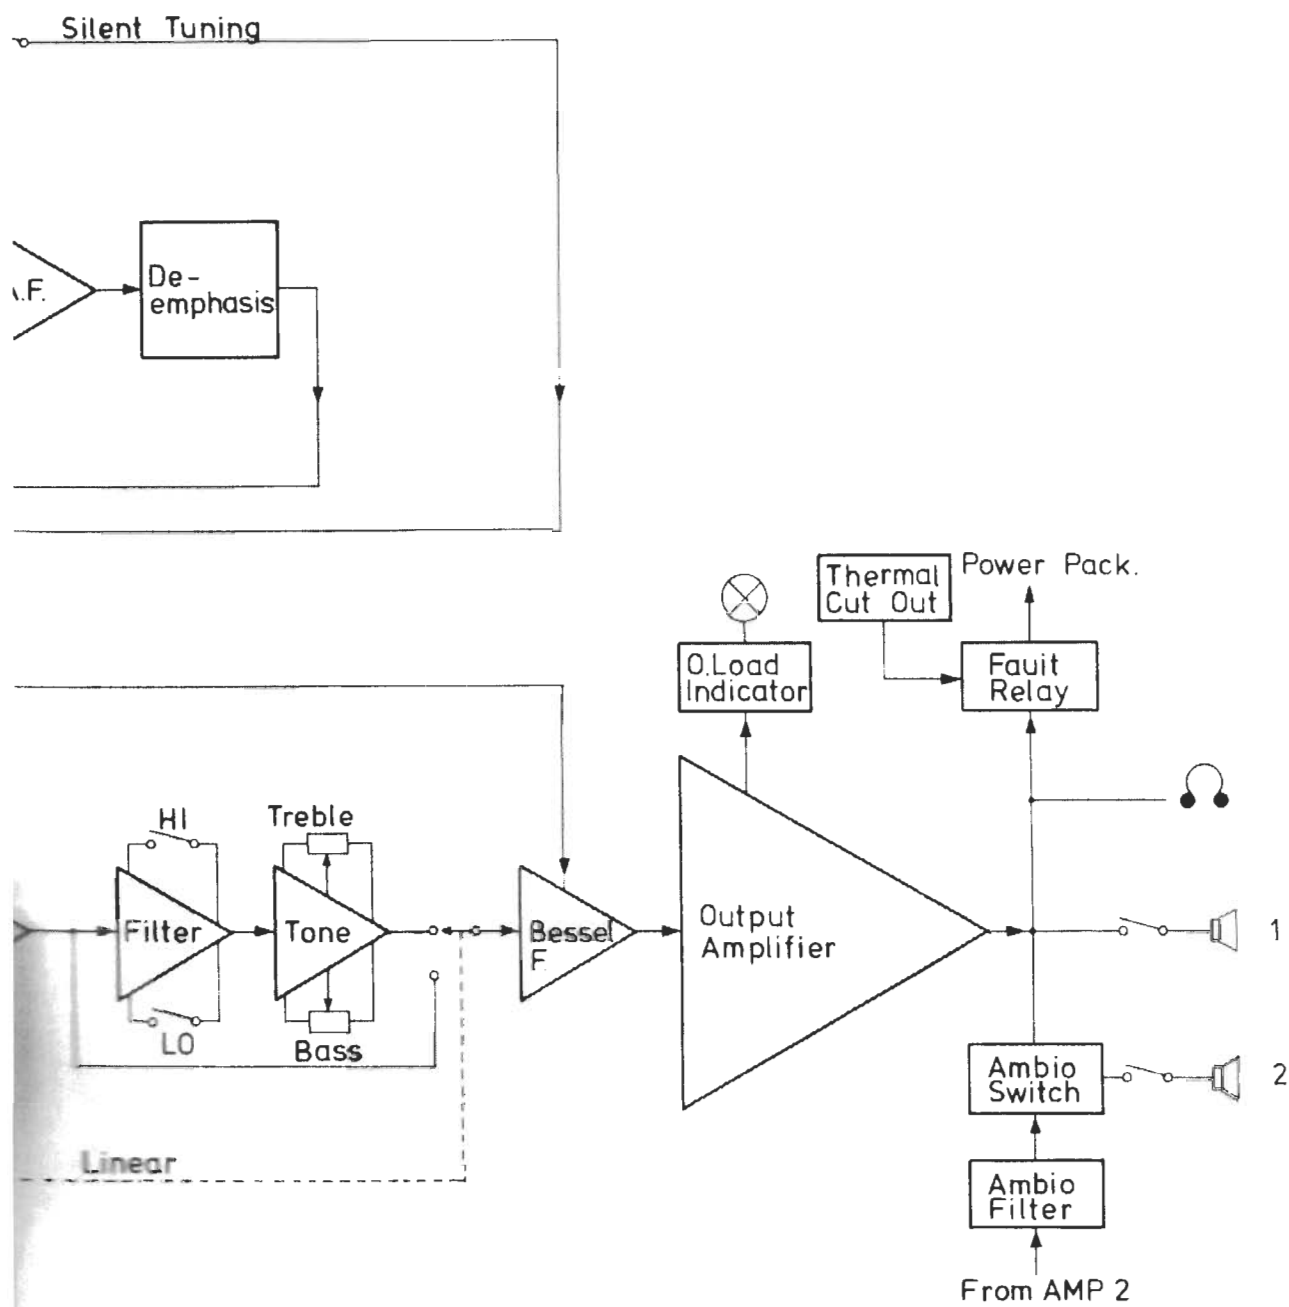 Silent Tuning
.F.
De-
emphasis
Thermal
Cut Out
Power Pack.
O.Load
Indicator
Fauit
Relay
HI
Treble
Filter
Tone
Bessel
F.
Output
Amplifier
1
LO
Bass
Ambio
Switch
2
Linear
Ambio
Filter
From AMP 2